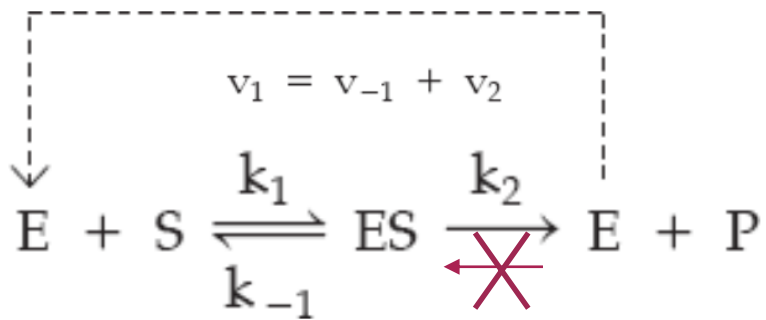 v₁ = v₋₁ + v₂
k₁ k₂
E + S ⇌ ES → E + P
k₋₁